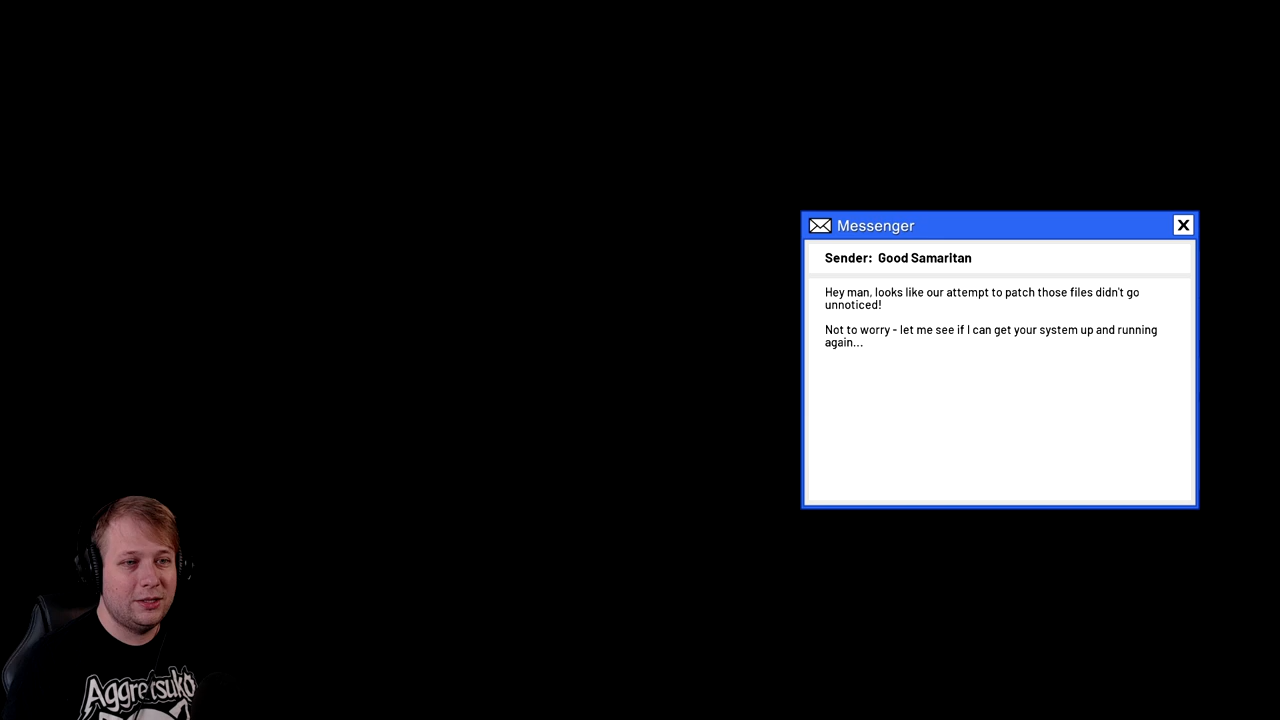 Messenger
X
Sender: Good Samaritan
Hey man, looks like our attempt to patch those files didn't go
unnoticed!
Not to worry - let me see if I can get your system up and running
again...
Aggretsuko